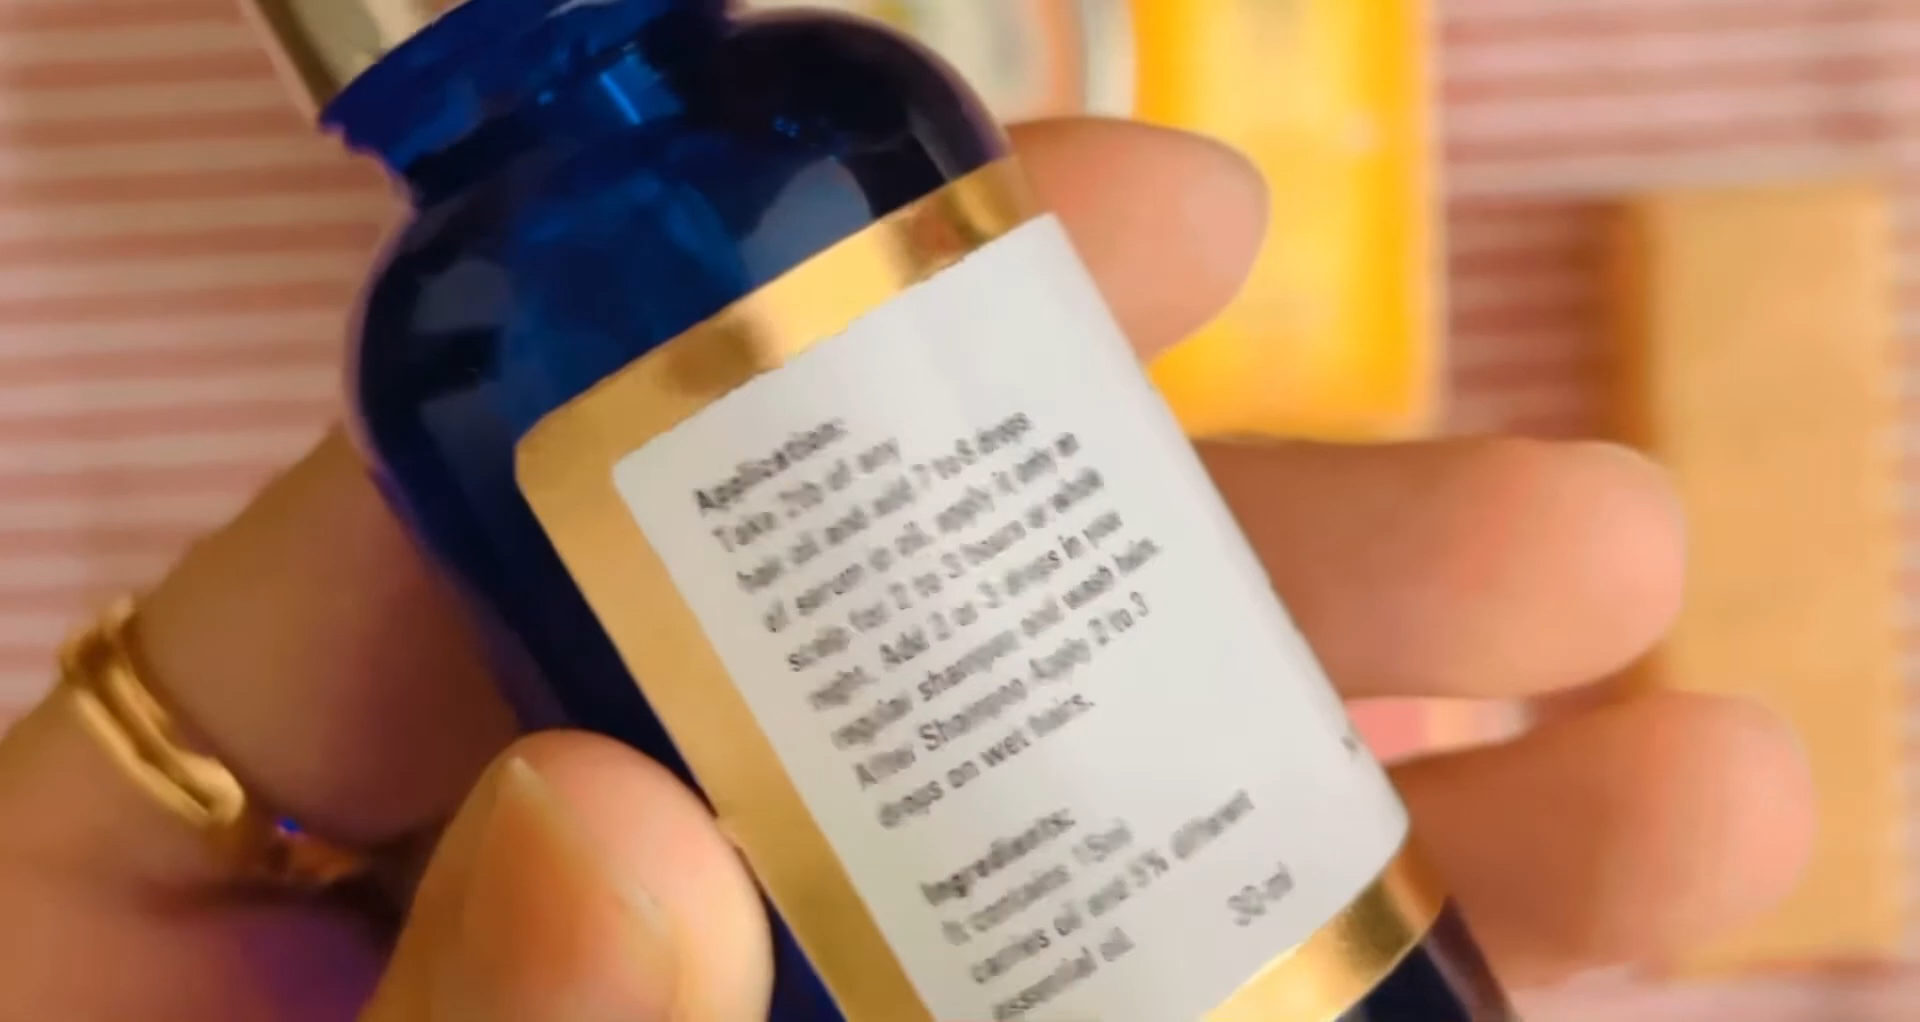 Application:
Take 2tb of any
hair oil and add 7 to 8 drops
of serum in oil, apply it only at
scalp for 2 to 3 hours or while
night. Add 2 or 3 drops in your
regular shampoo and wash hair.
After Shampoo Apply 2 to 3
drops on wet hairs.
Ingredients:
It contains 15ml
carries oil and 5% different
essential oil.
30 ml